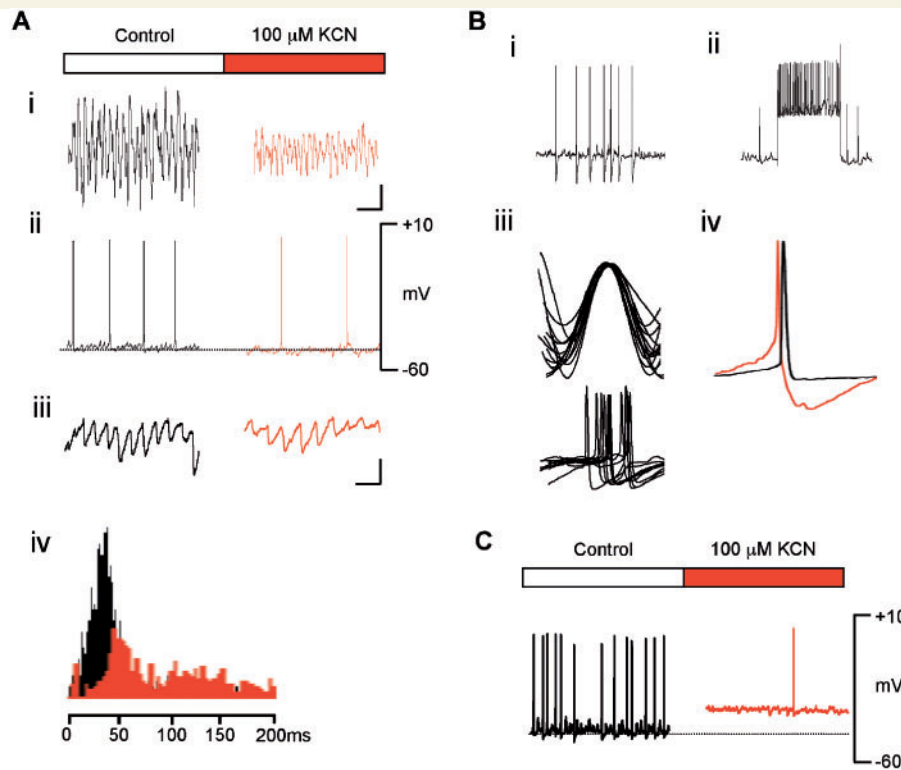 A
Control 100 μM KCN
i
ii
+10
mV
-60
iii
iv
0 50 100 150 200ms
B
i
ii
iii
iv
C
Control 100 μM KCN
+10
mV
-60